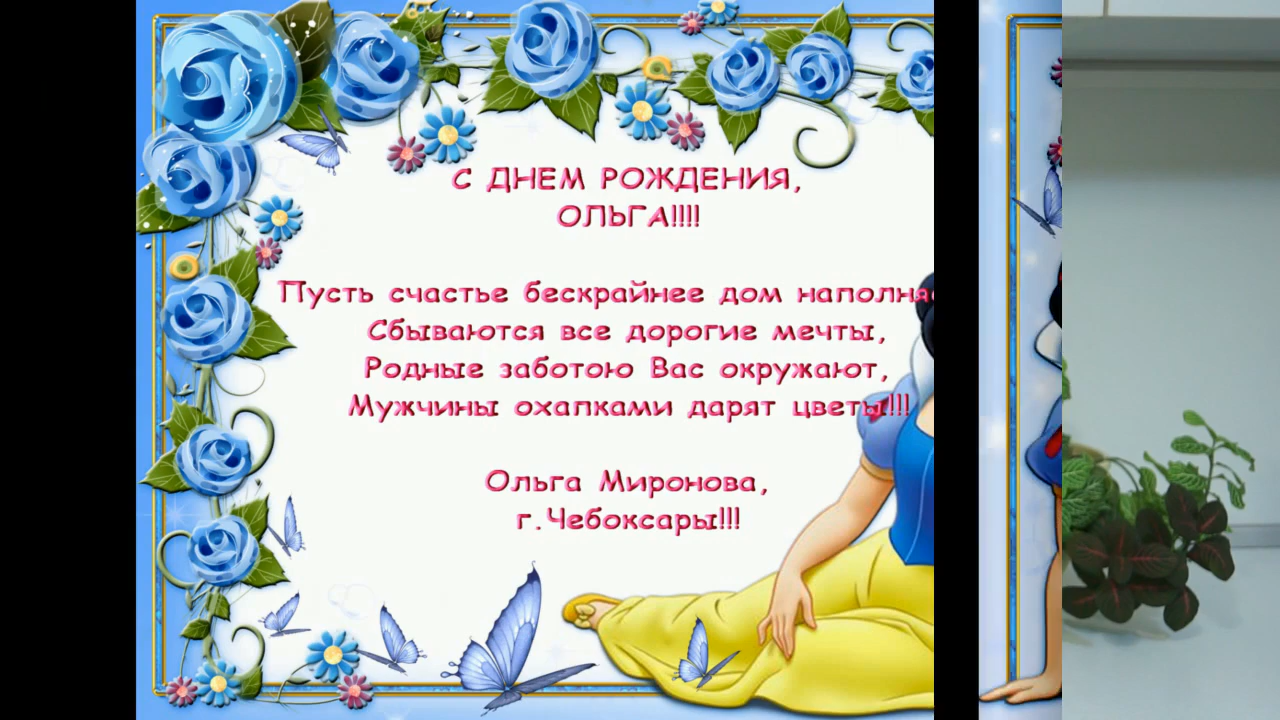 С ДНЕМ РОЖДЕНИЯ,
ОЛЬГА!!!!
Пусть счастье бескрайнее дом
Сбываются все дорогие мечты,
Родные заботою Вас окружают,
Мужчины охапками дарят цветы!!!
Ольга Миронова,
г.Чебоксары!!!